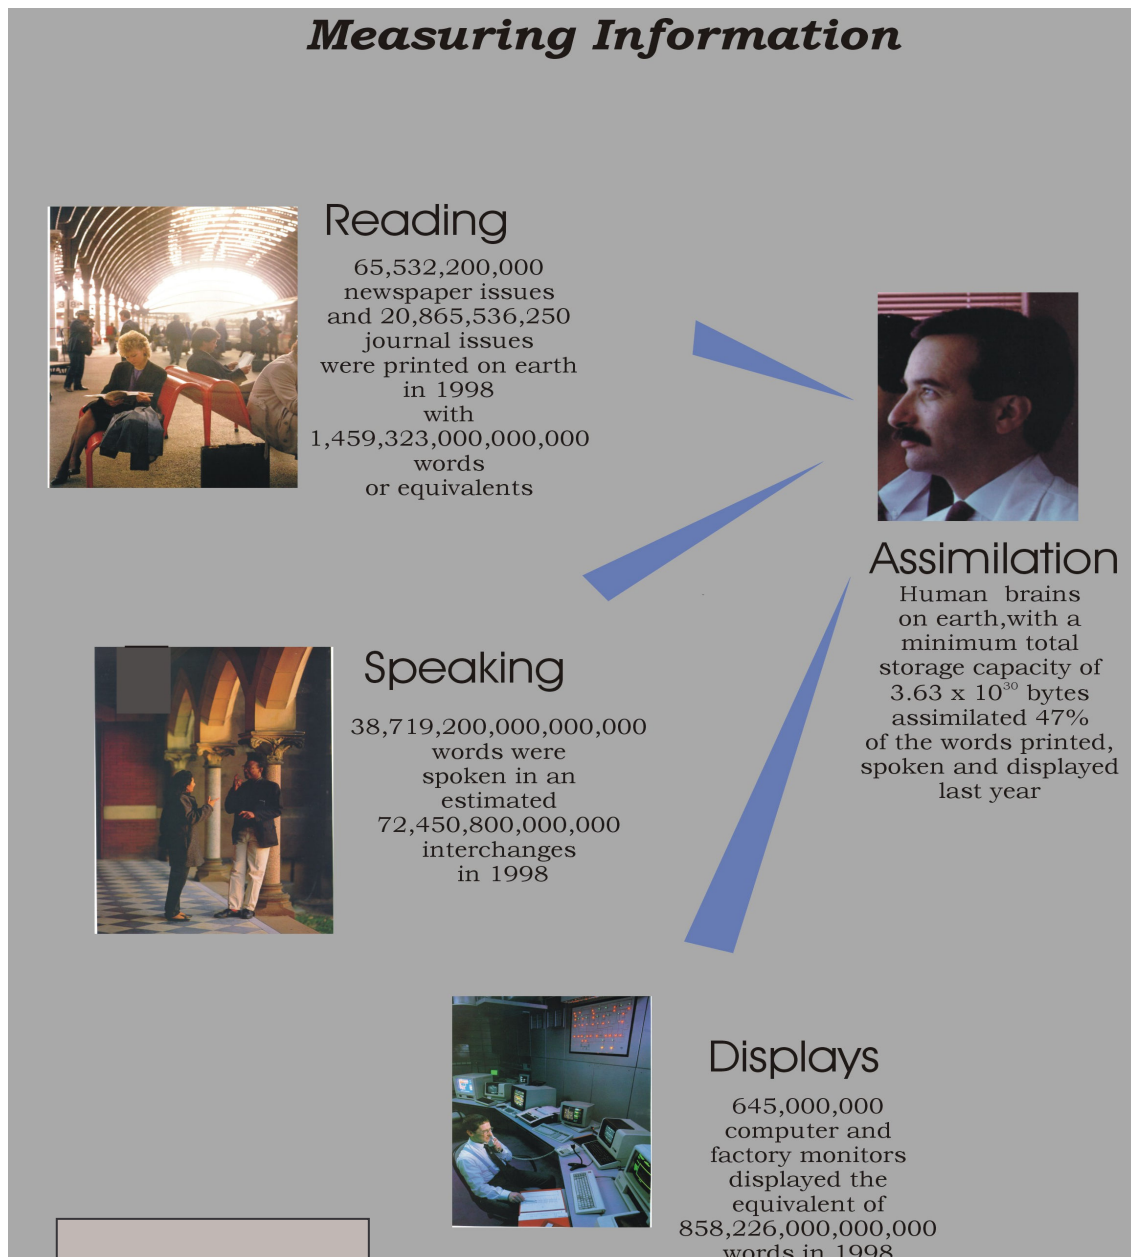 Measuring Information
Reading
65,532,200,000
newspaper issues
and 20,865,536,250
journal issues
were printed on earth
in 1998
with
1,459,323,000,000,000
words
or equivalents
Assimilation
Human brains
on earth,with a
minimum total
storage capacity of
3.63 x 10³⁰ bytes
assimilated 47%
of the words printed,
spoken and displayed
last year
Speaking
38,719,200,000,000,000
words were
spoken in an
estimated
72,450,800,000,000
interchanges
in 1998
Displays
645,000,000
computer and
factory monitors
displayed the
equivalent of
858,226,000,000,000
words in 1998